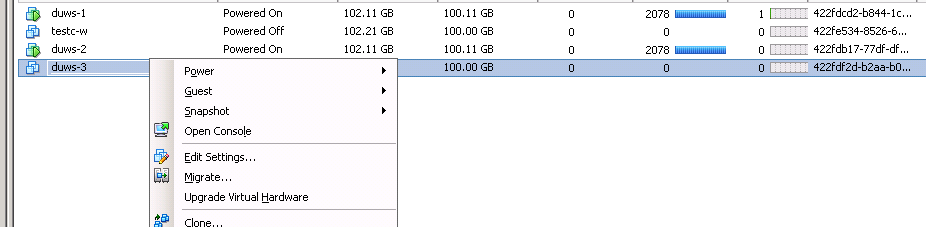 duws-1 Powered On 102.11 GB 100.11 GB 0 2078 1 422fdcd2-b844-1c...
testc-w Powered Off 102.21 GB 100.00 GB 0 0 0 422fe534-8526-6...
duws-2 Powered On 102.11 GB 100.11 GB 0 2078 0 422fdb17-77df-df...
duws-3 100.00 GB 0 0 0 422fdf2d-b2aa-b0...
Power
Guest
Snapshot
Open Console
Edit Settings...
Migrate...
Upgrade Virtual Hardware
Clone...